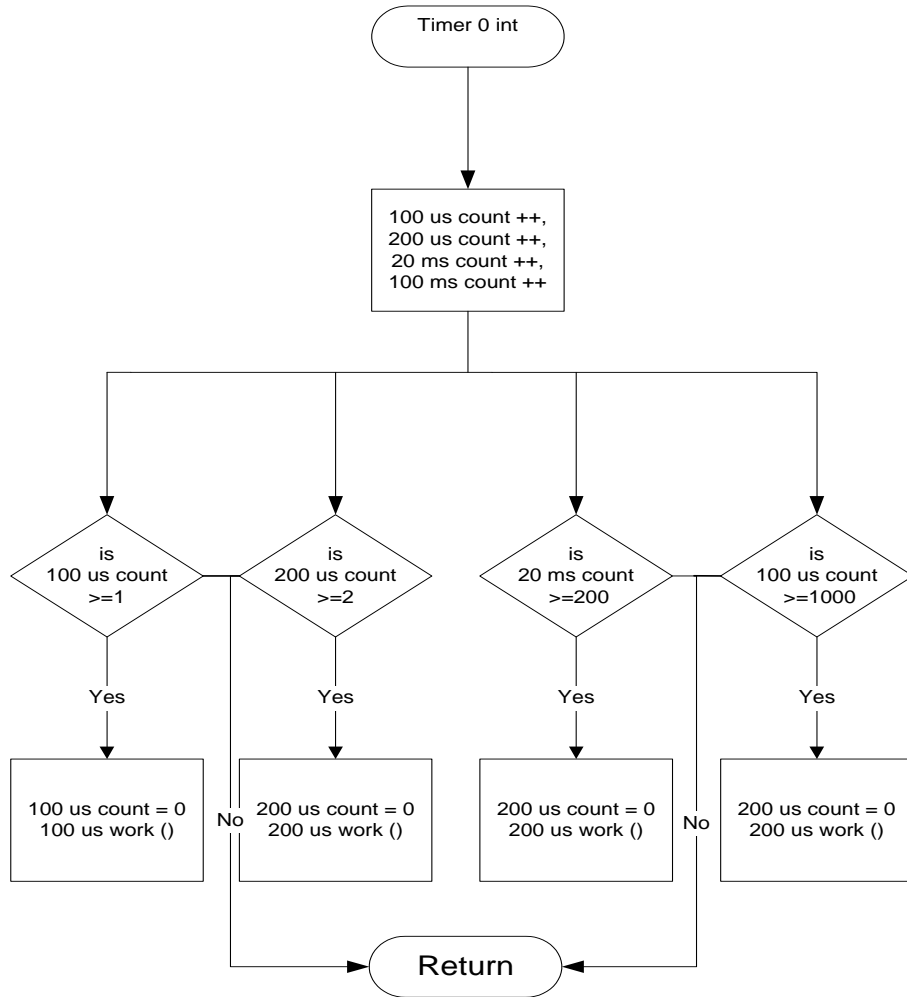 Timer 0 int
100 us count ++,
200 us count ++,
20 ms count ++,
100 ms count ++
is
100 us count
>=1
is
200 us count
>=2
is
20 ms count
>=200
is
100 us count
>=1000
Yes
Yes
Yes
Yes
100 us count = 0
100 us work ()
No
200 us count = 0
200 us work ()
200 us count = 0
200 us work ()
No
200 us count = 0
200 us work ()
Return